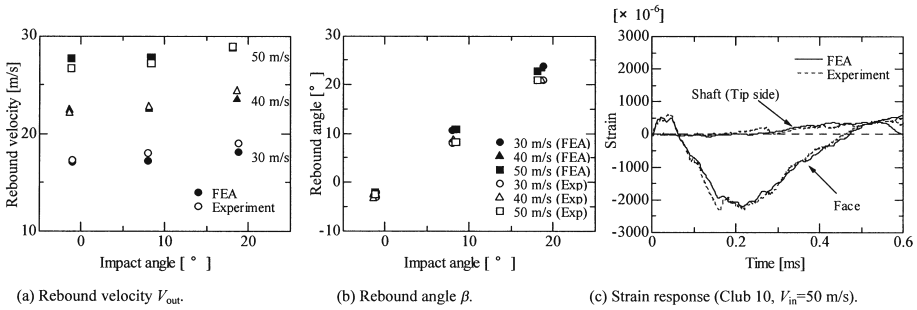 Rebound velocity [m/s]
30
20
10
50 m/s
40 m/s
30 m/s
FEA
Experiment
0 10 20
Impact angle [ ° ]
(a) Rebound velocity Vout.
Rebound angle [ ° ]
30
20
10
0
-10
30 m/s (FEA)
40 m/s (FEA)
50 m/s (FEA)
30 m/s (Exp)
40 m/s (Exp)
50 m/s (Exp)
0 10 20
Impact angle [ ° ]
(b) Rebound angle β.
[× 10⁻⁶]
Strain
3000
2000
1000
0
-1000
-2000
-3000
FEA
Experiment
Shaft (Tip side)
Face
0 0.2 0.4 0.6
Time [ms]
(c) Strain response (Club 10, Vin=50 m/s).